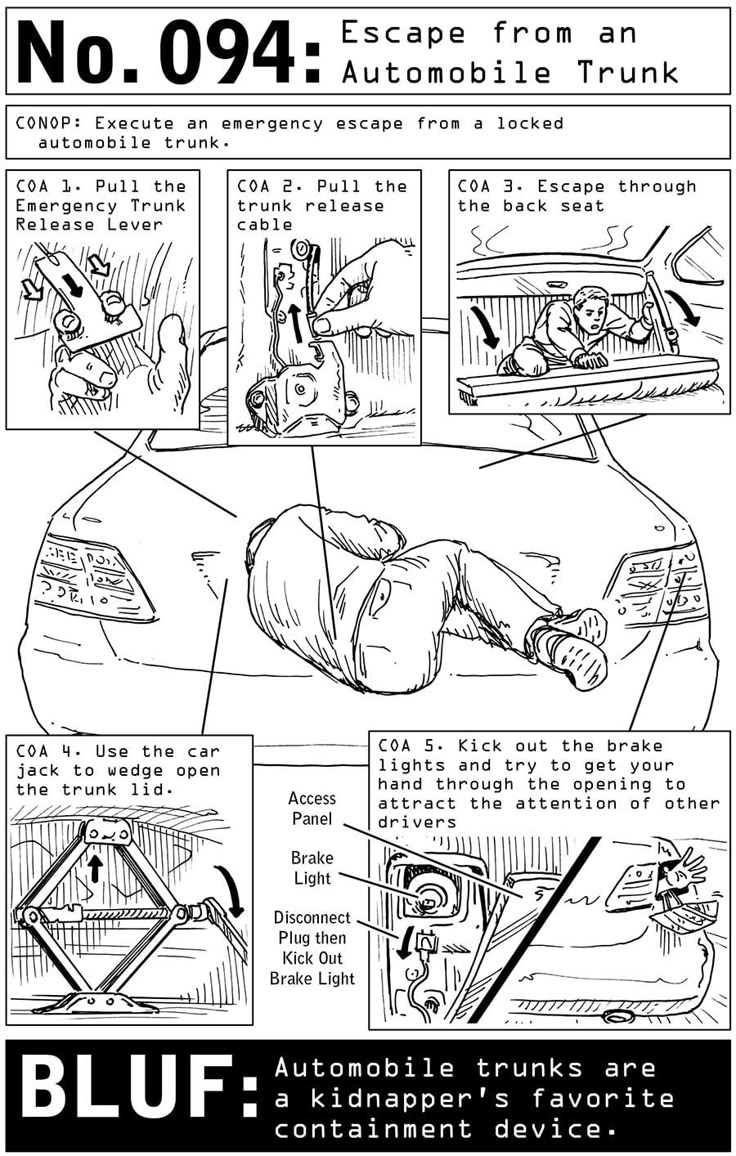 No. 094:
Escape from an
Automobile Trunk
CONOP: Execute an emergency escape from a locked
automobile trunk.
COA 1. Pull the
Emergency Trunk
Release Lever
COA 2. Pull the
trunk release
cable
COA 3. Escape through
the back seat
COA 4. Use the car
jack to wedge open
the trunk lid.
COA 5. Kick out the brake
lights and try to get your
hand through the opening to
attract the attention of other
drivers
Access
Panel
Brake
Light
Disconnect
Plug then
Kick Out
Brake Light
BLUF:
Automobile trunks are
a kidnapper's favorite
containment device.